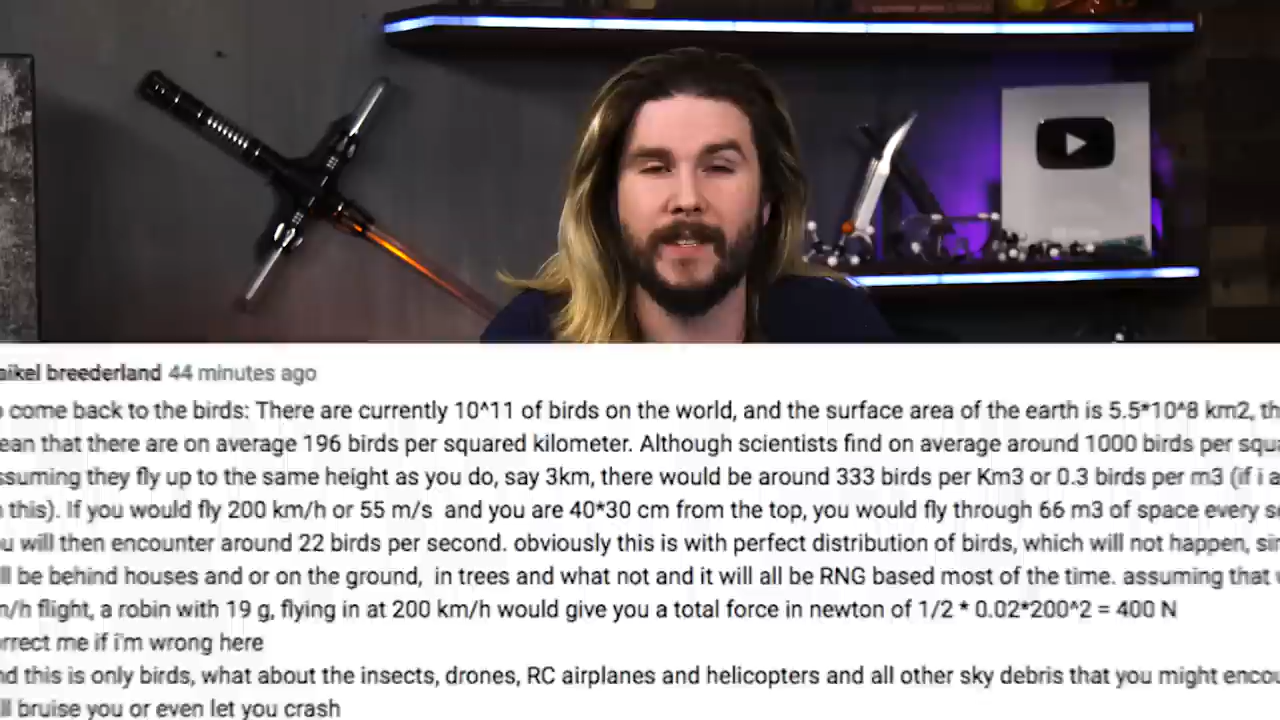 aikel breederland 44 minutes ago
come back to the birds: There are currently 10^11 of birds on the world, and the surface area of the earth is 5.5*10^8 km2, th
ean that there are on average 196 birds per squared kilometer. Although scientists find on average around 1000 birds per squa
ssuming they fly up to the same height as you do, say 3km, there would be around 333 birds per Km3 or 0.3 birds per m3 (if i a
this). If you would fly 200 km/h or 55 m/s and you are 40*30 cm from the top, you would fly through 66 m3 of space every s
u will then encounter around 22 birds per second. obviously this is with perfect distribution of birds, which will not happen, sin
ll be behind houses and or on the ground, in trees and what not and it will all be RNG based most of the time. assuming that
n/h flight, a robin with 19 g, flying in at 200 km/h would give you a total force in newton of 1/2 * 0.02*200^2 = 400 N
orrect me if i'm wrong here
nd this is only birds, what about the insects, drones, RC airplanes and helicopters and all other sky debris that you might encou
ll bruise you or even let you crash